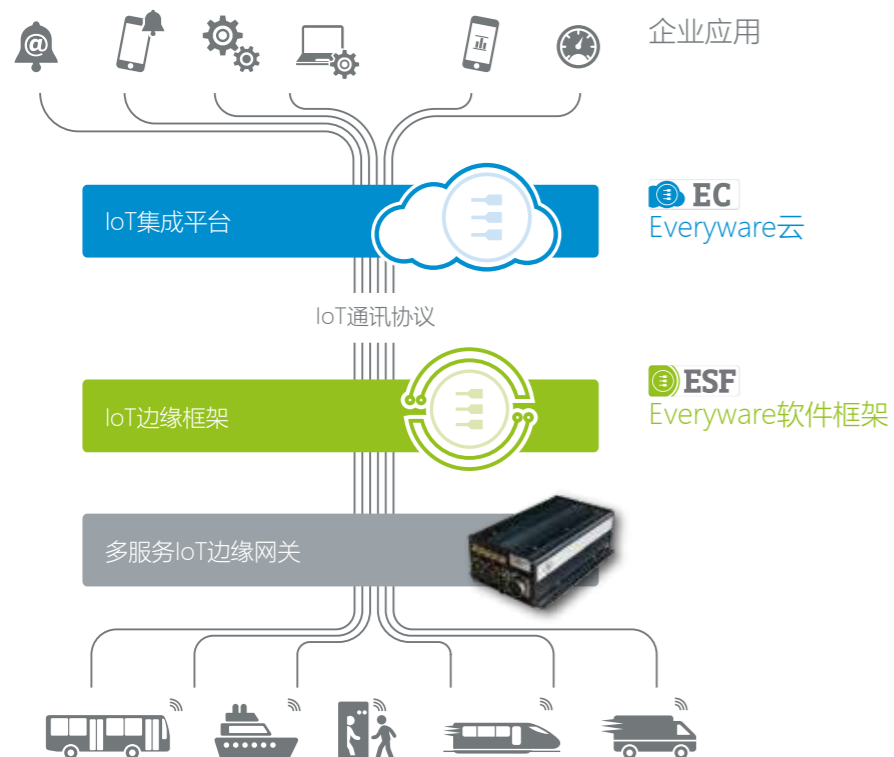 @
企业应用
IoT集成平台
EC
Everyware云
IoT通讯协议
IoT边缘框架
ESF
Everyware软件框架
多服务IoT边缘网关